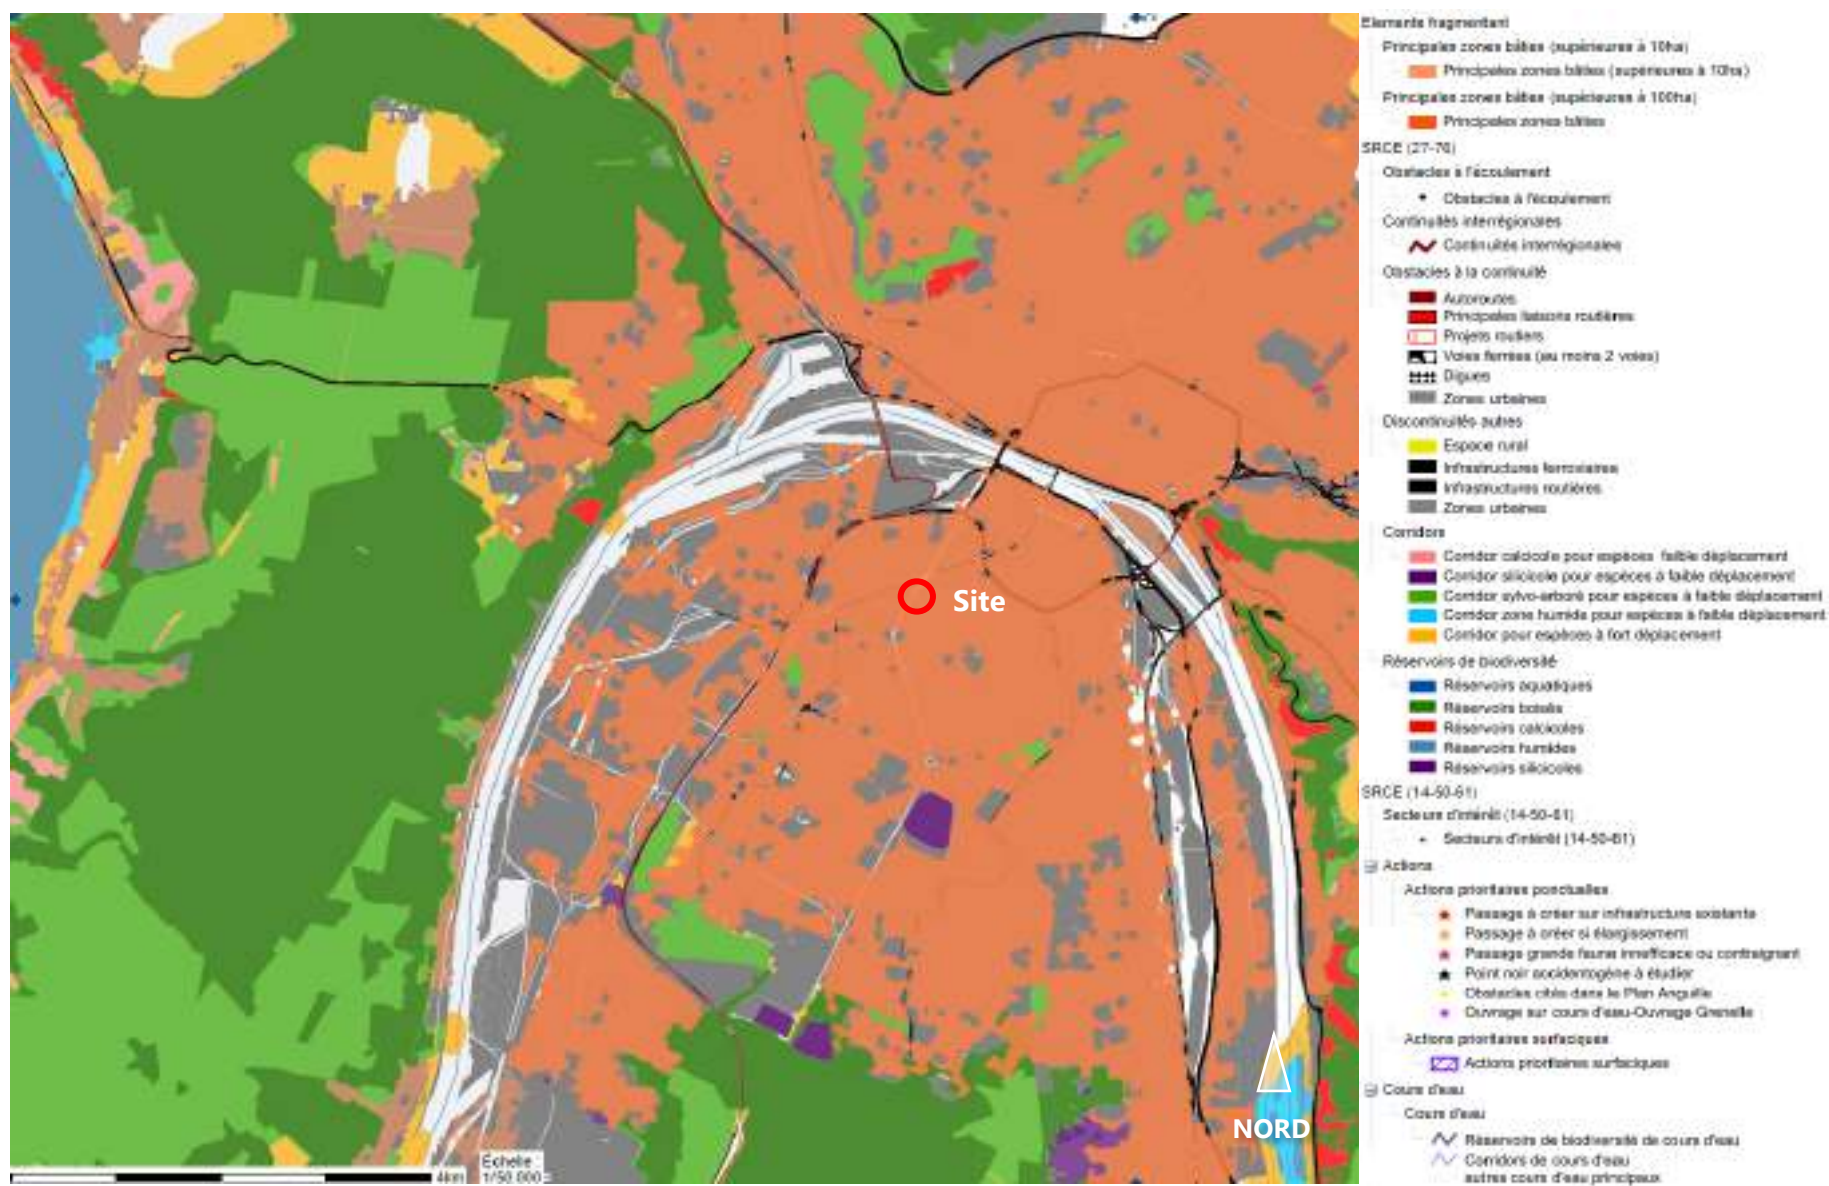 Elements fragmentant
Principales zones bâties (supérieures à 10ha)
Principales zones bâties (supérieures à 10ha)
Principales zones bâties (supérieures à 100ha)
Principales zones bâties
SRCE (27-76)
Obstacles à l'écoulement
Obstacles à l'écoulement
Continuités interrégionales
Continuités interrégionales
Obstacles à la continuité
Autoroutes
Principales liaisons routières
Projets routiers
Voies ferrées (au moins 2 voies)
Digues
Zones urbaines
Discontinuités autres
Espace rural
Infrastructures ferroviaires
Infrastructures routières
Zones urbaines
Corridors
Corridor calcicole pour espèces faible déplacement
Corridor silicicole pour espèces à faible déplacement
Corridor sylvo-arboré pour espèces à faible déplacement
Corridor zone humide pour espèces à faible déplacement
Corridor pour espèces à fort déplacement
Réservoirs de biodiversité
Réservoirs aquatiques
Réservoirs boisés
Réservoirs calcicoles
Réservoirs humides
Réservoirs silicicoles
SRCE (14-50-61)
Secteurs d'intérêt (14-50-61)
Secteurs d'intérêt (14-50-61)
Actions
Actions prioritaires ponctuelles
Passage à créer sur infrastructure existante
Passage à créer si élargissement
Passage grande faune inefficace ou contraignant
Point noir accidentogène à étudier
Obstacles ciblés dans le Plan Anguille
Ouvrage sur cours d'eau-Ouvrage Grenelle
Actions prioritaires surfaciques
Actions prioritaires surfaciques
Cours d'eau
Cours d'eau
Réservoirs de biodiversité de cours d'eau
Corridors de cours d'eau
autres cours d'eau principaux
Site
NORD
4km
Échelle :
1/50 000